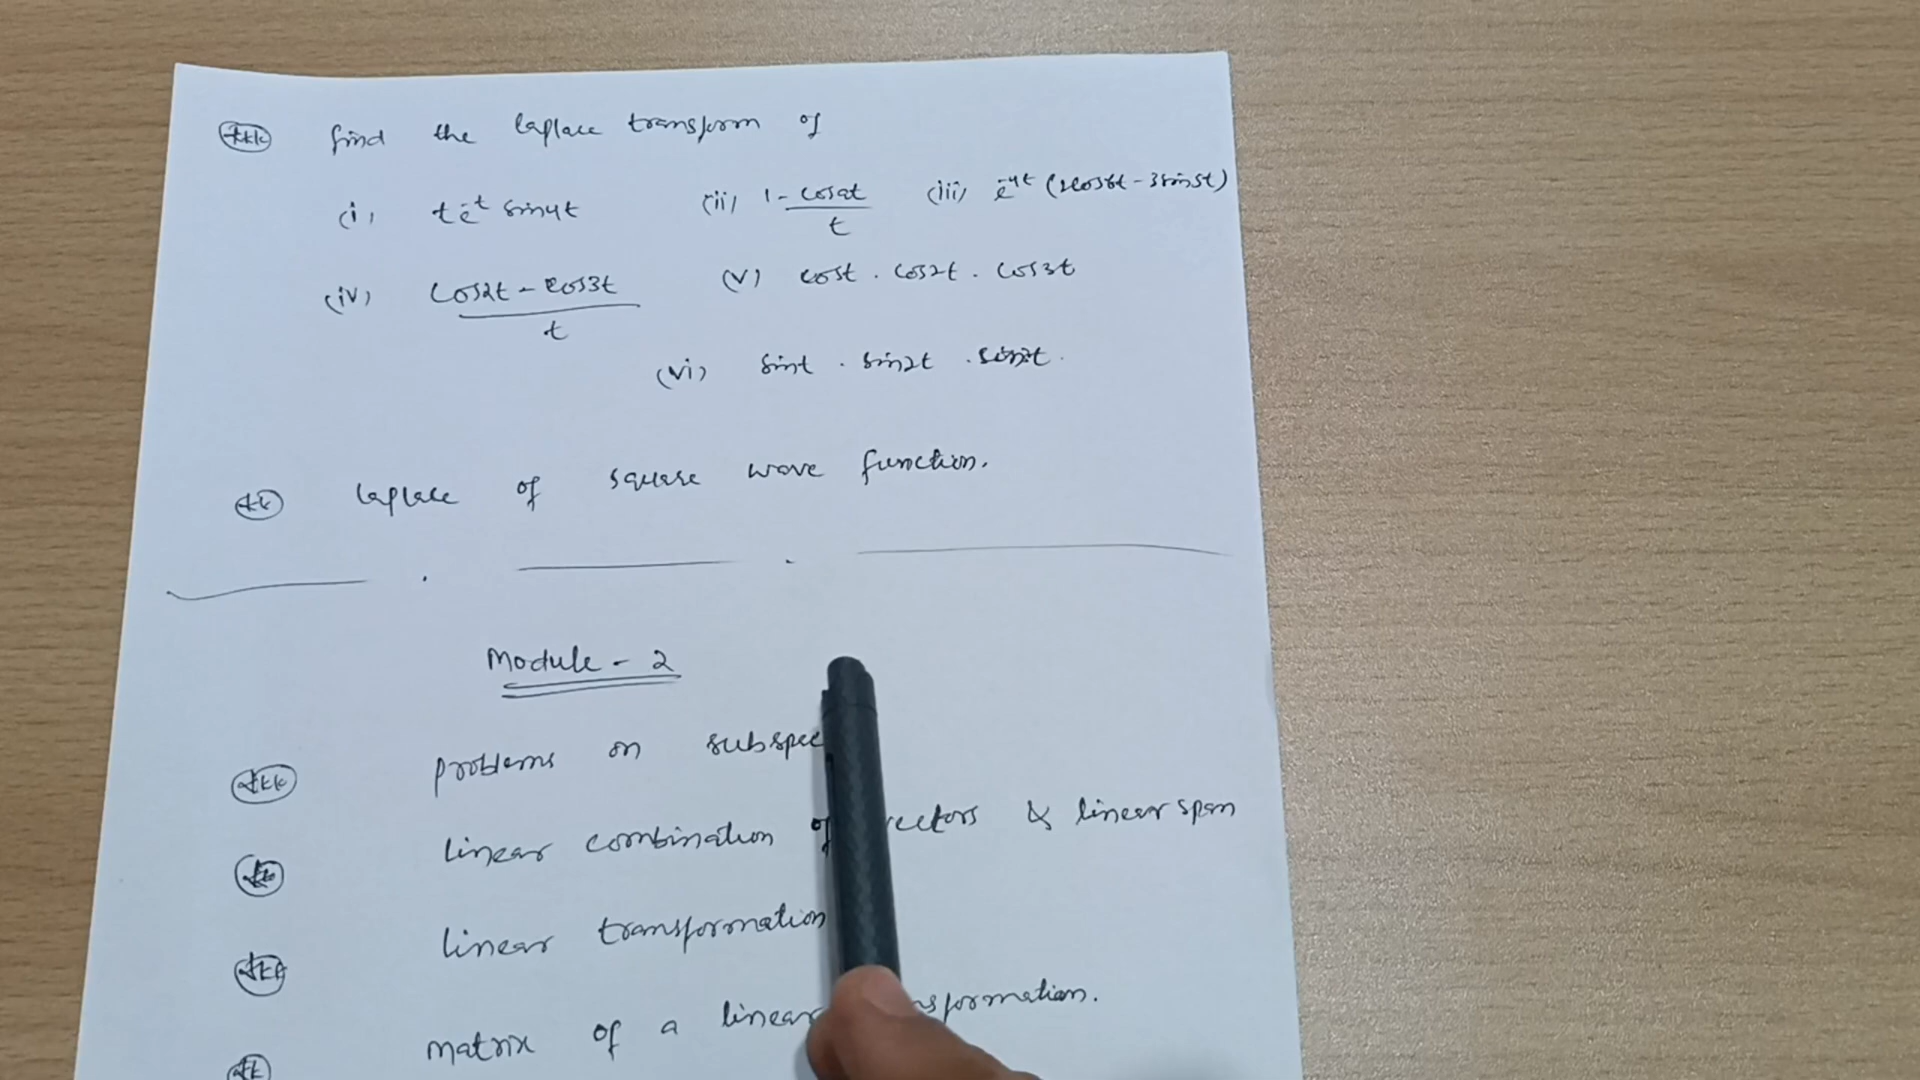 find the laplace transform of
(i) te^-t sin4t (ii) 1 - cosat / t (iii) e^-4t (2cos6t - 3sin5t)
(iv) cos2t - cos3t / t (v) cost . cos2t . cos3t
(vi) sint . sin2t . sin3t.
laplace of square wave function.
Module - 2
problems on
linear combination of vectors & linear span
linear transformation
matrix of a linear